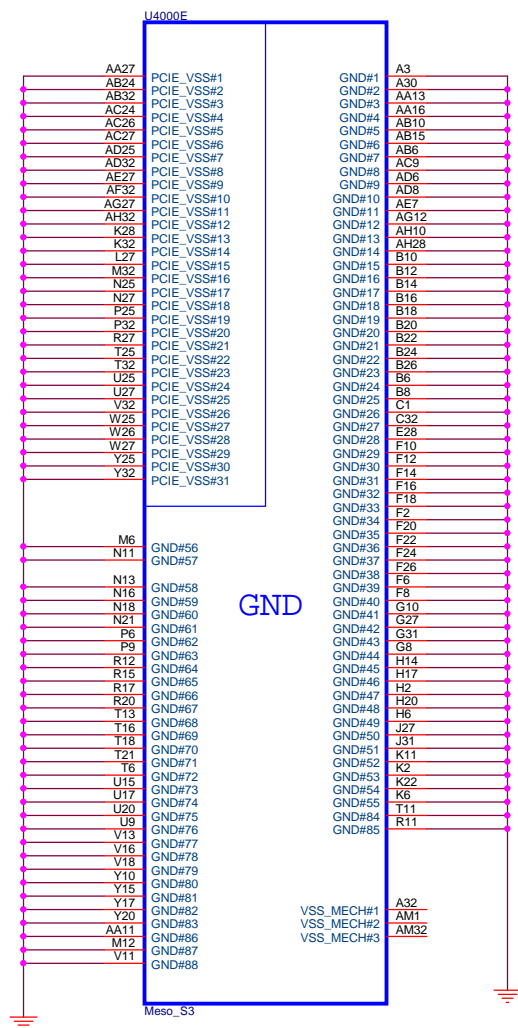 U4000E
AA27 PCIE_VSS#1
AB24 PCIE_VSS#2
AB32 PCIE_VSS#3
AC24 PCIE_VSS#4
AC26 PCIE_VSS#5
AC27 PCIE_VSS#6
AD25 PCIE_VSS#7
AD32 PCIE_VSS#8
AE27 PCIE_VSS#9
AF32 PCIE_VSS#10
AG27 PCIE_VSS#11
AH32 PCIE_VSS#12
K28 PCIE_VSS#13
K32 PCIE_VSS#14
L27 PCIE_VSS#15
M32 PCIE_VSS#16
N25 PCIE_VSS#17
N27 PCIE_VSS#18
P25 PCIE_VSS#19
P32 PCIE_VSS#20
R27 PCIE_VSS#21
T25 PCIE_VSS#22
T32 PCIE_VSS#23
U25 PCIE_VSS#24
U27 PCIE_VSS#25
V32 PCIE_VSS#26
W25 PCIE_VSS#27
W26 PCIE_VSS#28
W27 PCIE_VSS#29
Y25 PCIE_VSS#30
Y32 PCIE_VSS#31
M6 GND#56
N11 GND#57
N13 GND#58
N16 GND#59
N18 GND#60
N21 GND#61
P6 GND#62
P9 GND#63
R12 GND#64
R15 GND#65
R17 GND#66
R20 GND#67
T13 GND#68
T16 GND#69
T18 GND#70
T21 GND#71
T6 GND#72
U15 GND#73
U17 GND#74
U20 GND#75
U9 GND#76
V13 GND#77
V16 GND#78
V18 GND#79
Y10 GND#80
Y15 GND#81
Y17 GND#82
Y20 GND#83
AA11 GND#86
M12 GND#87
V11 GND#88
GND
GND#1 A3
GND#2 A30
GND#3 AA13
GND#4 AA16
GND#5 AB10
GND#6 AB15
GND#7 AB6
GND#8 AC9
GND#9 AD6
GND#10 AD8
GND#11 AE7
GND#12 AG12
GND#13 AH10
GND#14 AH28
GND#15 B10
GND#16 B12
GND#17 B14
GND#18 B16
GND#19 B18
GND#20 B20
GND#21 B22
GND#22 B24
GND#23 B26
GND#24 B6
GND#25 B8
GND#26 C1
GND#27 C32
GND#28 E28
GND#29 F10
GND#30 F12
GND#31 F14
GND#32 F16
GND#33 F18
GND#34 F2
GND#35 F20
GND#36 F22
GND#37 F24
GND#38 F26
GND#39 F6
GND#40 F8
GND#41 G10
GND#42 G27
GND#43 G31
GND#44 G8
GND#45 H14
GND#46 H17
GND#47 H2
GND#48 H20
GND#49 H6
GND#50 J27
GND#51 J31
GND#52 K11
GND#53 K2
GND#54 K22
GND#55 K6
GND#84 T11
GND#85 R11
VSS_MECH#1 A32
VSS_MECH#2 AM1
VSS_MECH#3 AM32
Meso_S3